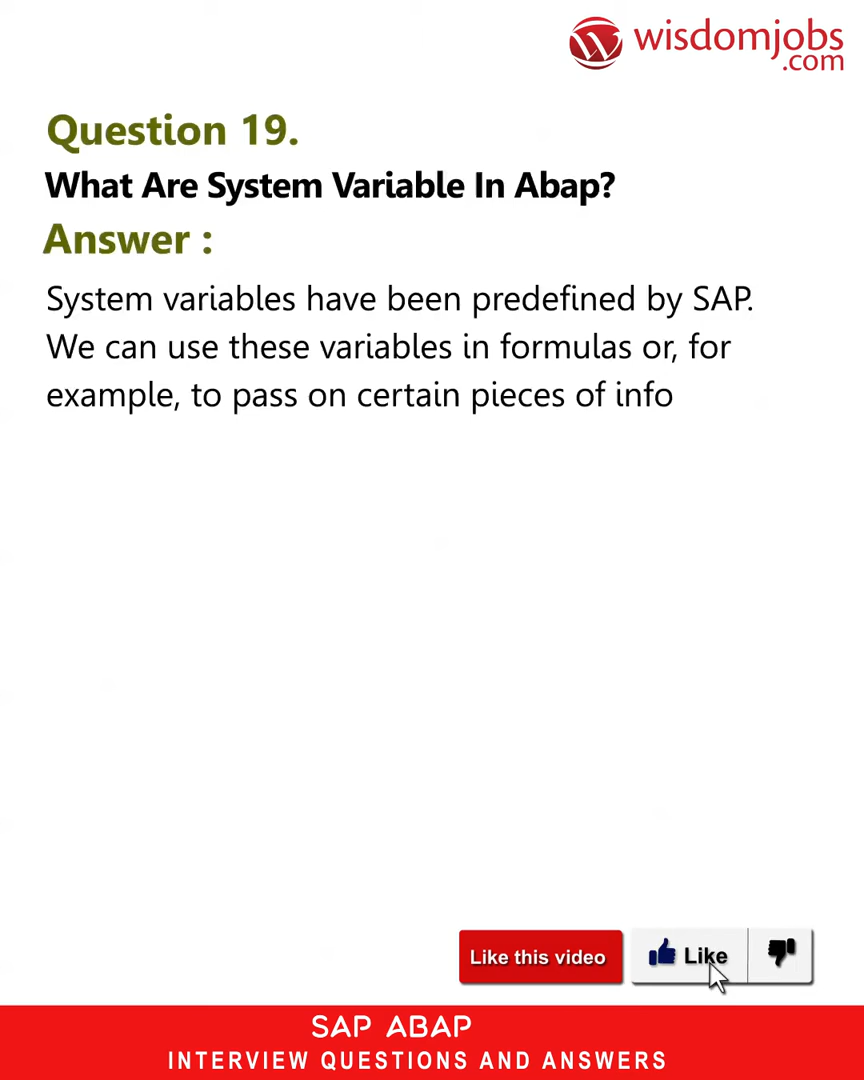 wisdomjobs
.com
Question 19.
What Are System Variable In Abap?
Answer :
System variables have been predefined by SAP.
We can use these variables in formulas or, for
example, to pass on certain pieces of info
Like this video
Like
SAP ABAP
INTERVIEW QUESTIONS AND ANSWERS